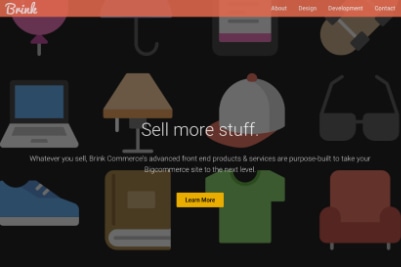 Brink
About Design Development Contact
Sell more stuff.
Whatever you sell, Brink Commerce's advanced front end products & services are purpose-built to take your
Bigcommerce site to the next level.
Learn More